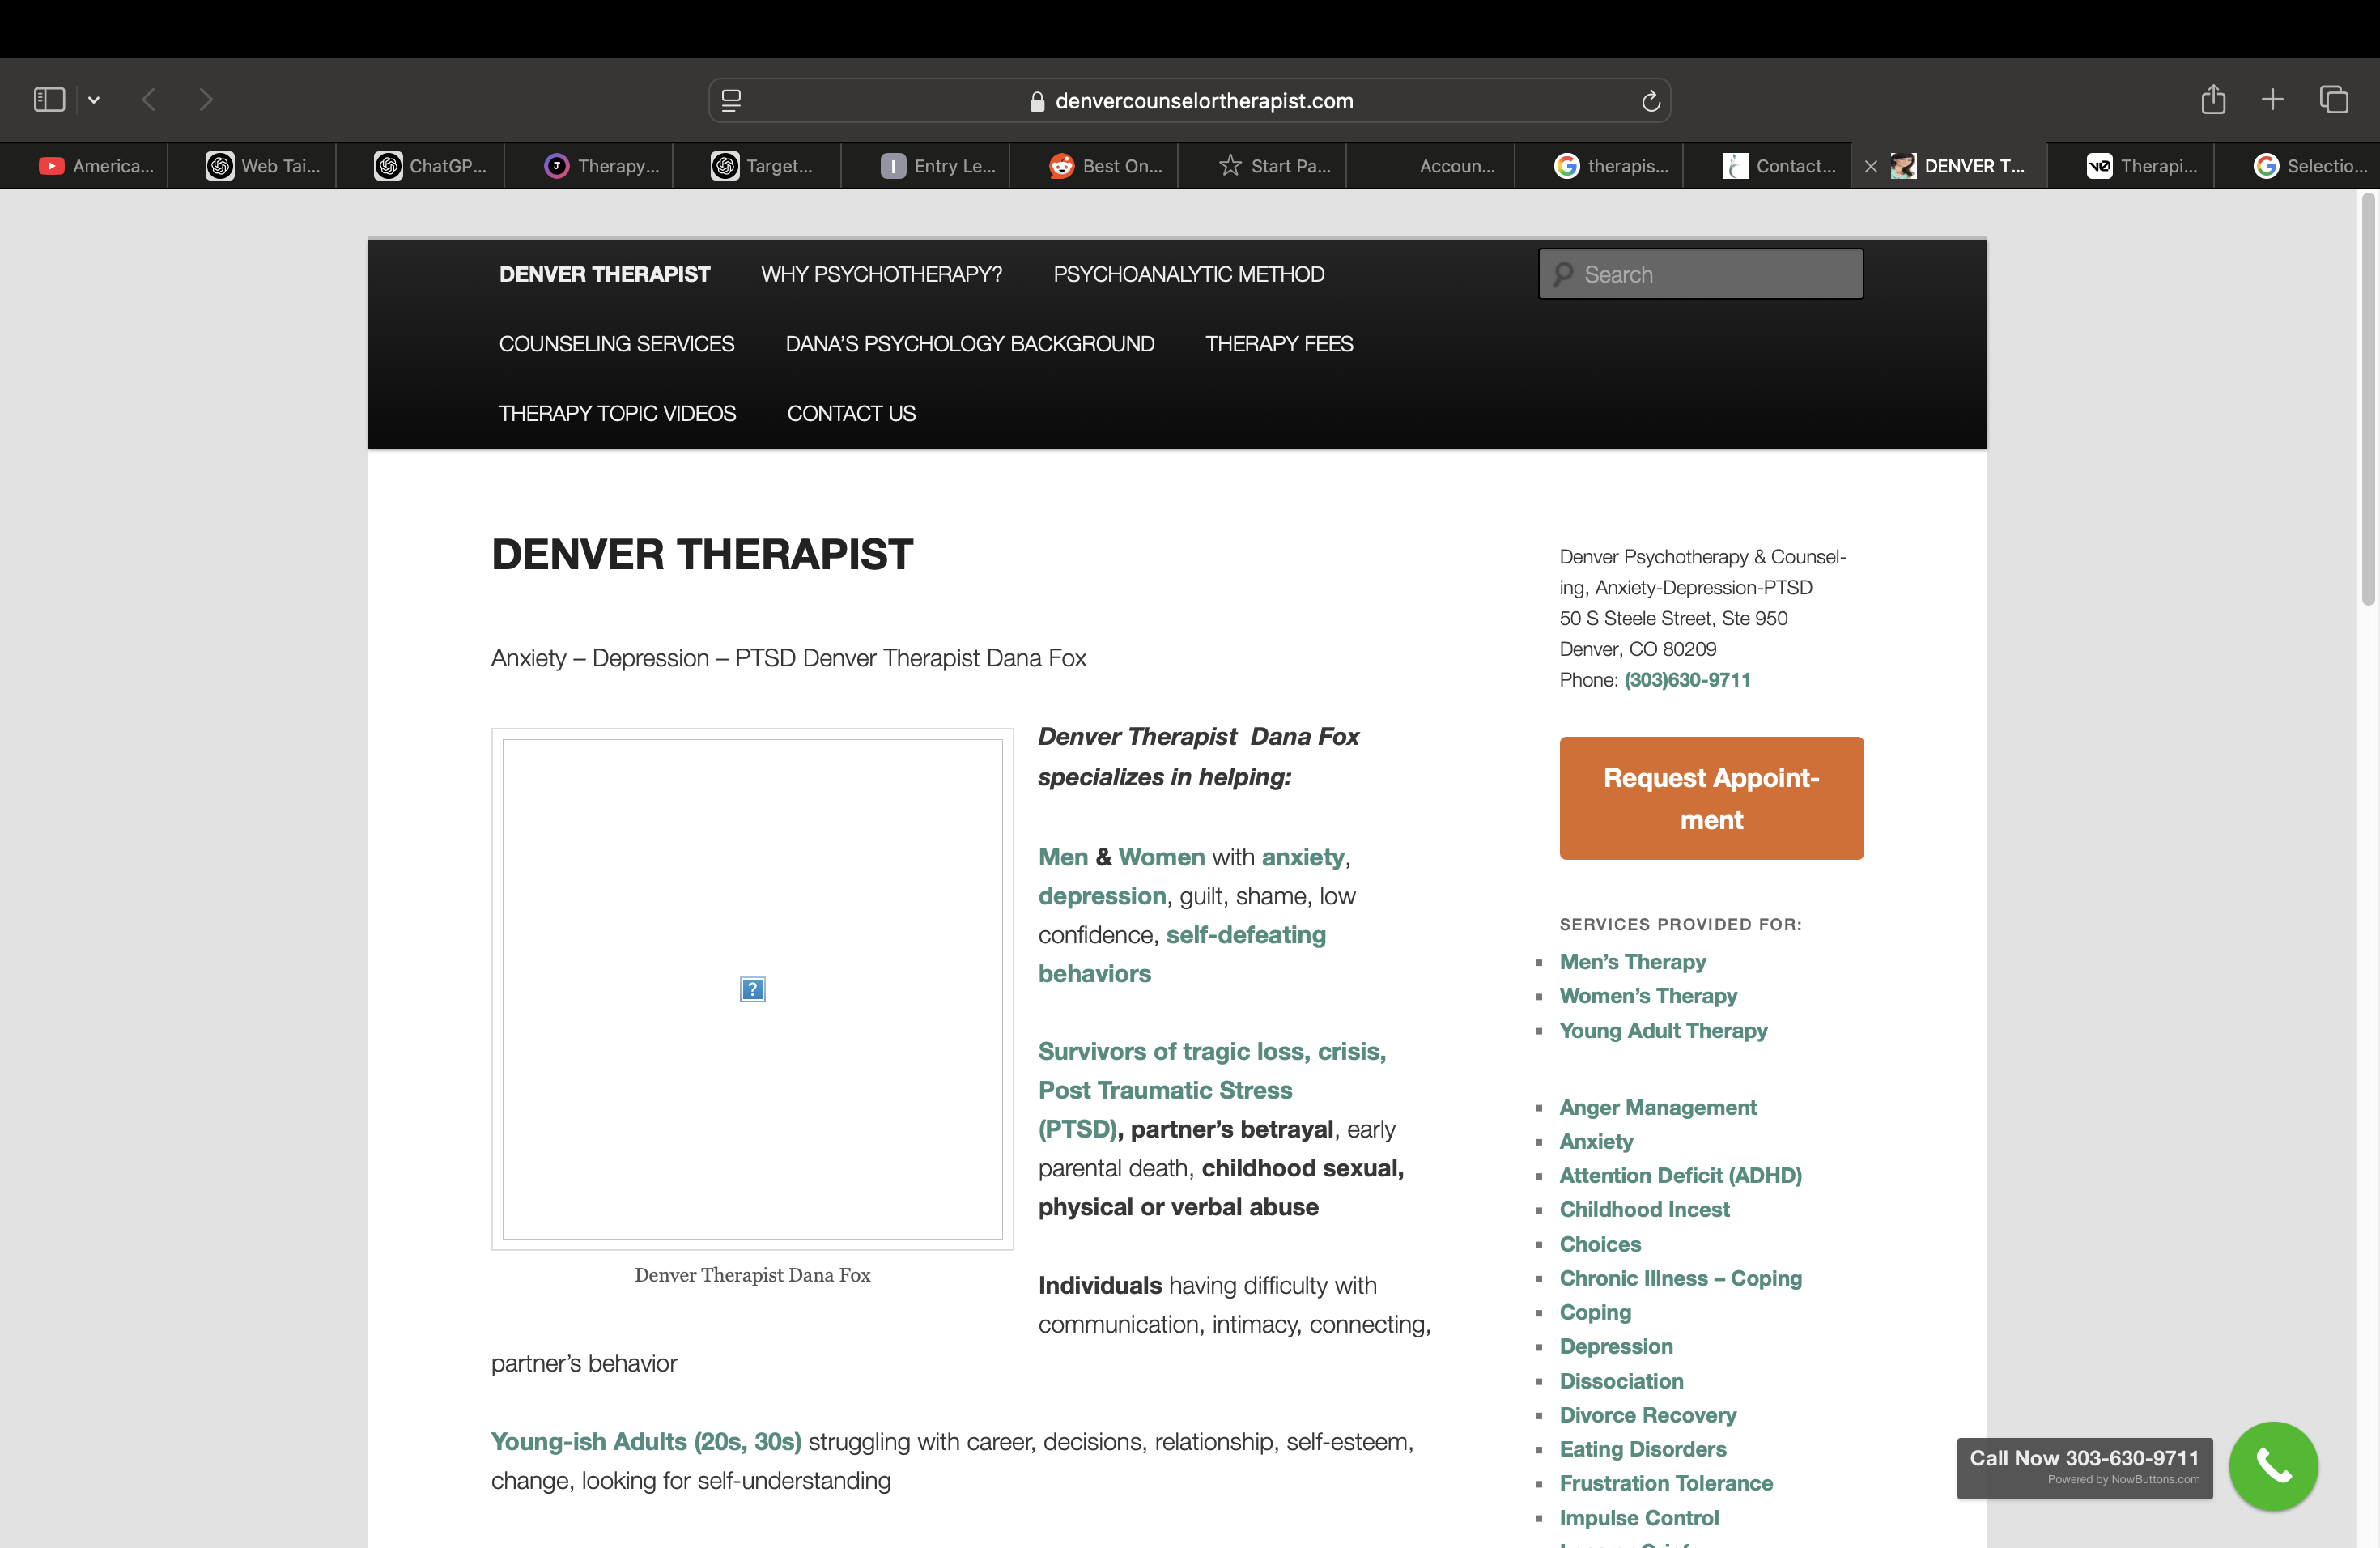 denvercounselortherapist.com
America...
Web Tai...
ChatGP...
Therapy...
Target...
Entry Le...
Best On...
Start Pa...
Accoun...
therapis...
Contact...
DENVER T...
Therapi...
Selectio...
DENVER THERAPIST WHY PSYCHOTHERAPY? PSYCHOANALYTIC METHOD
Search
COUNSELING SERVICES DANA'S PSYCHOLOGY BACKGROUND THERAPY FEES
THERAPY TOPIC VIDEOS CONTACT US
DENVER THERAPIST
Anxiety – Depression – PTSD Denver Therapist Dana Fox
Denver Therapist Dana Fox
Denver Therapist Dana Fox
specializes in helping:
Men & Women with anxiety,
depression, guilt, shame, low
confidence, self-defeating
behaviors
Survivors of tragic loss, crisis,
Post Traumatic Stress
(PTSD), partner's betrayal, early
parental death, childhood sexual,
physical or verbal abuse
Individuals having difficulty with
communication, intimacy, connecting,
partner's behavior
Young-ish Adults (20s, 30s) struggling with career, decisions, relationship, self-esteem,
change, looking for self-understanding
Denver Psychotherapy & Counsel-
ing, Anxiety-Depression-PTSD
50 S Steele Street, Ste 950
Denver, CO 80209
Phone: (303)630-9711
Request Appoint-
ment
SERVICES PROVIDED FOR:
Men's Therapy
Women's Therapy
Young Adult Therapy
Anger Management
Anxiety
Attention Deficit (ADHD)
Childhood Incest
Choices
Chronic Illness – Coping
Coping
Depression
Dissociation
Divorce Recovery
Eating Disorders
Frustration Tolerance
Impulse Control
Call Now 303-630-9711
Powered by NowButtons.com